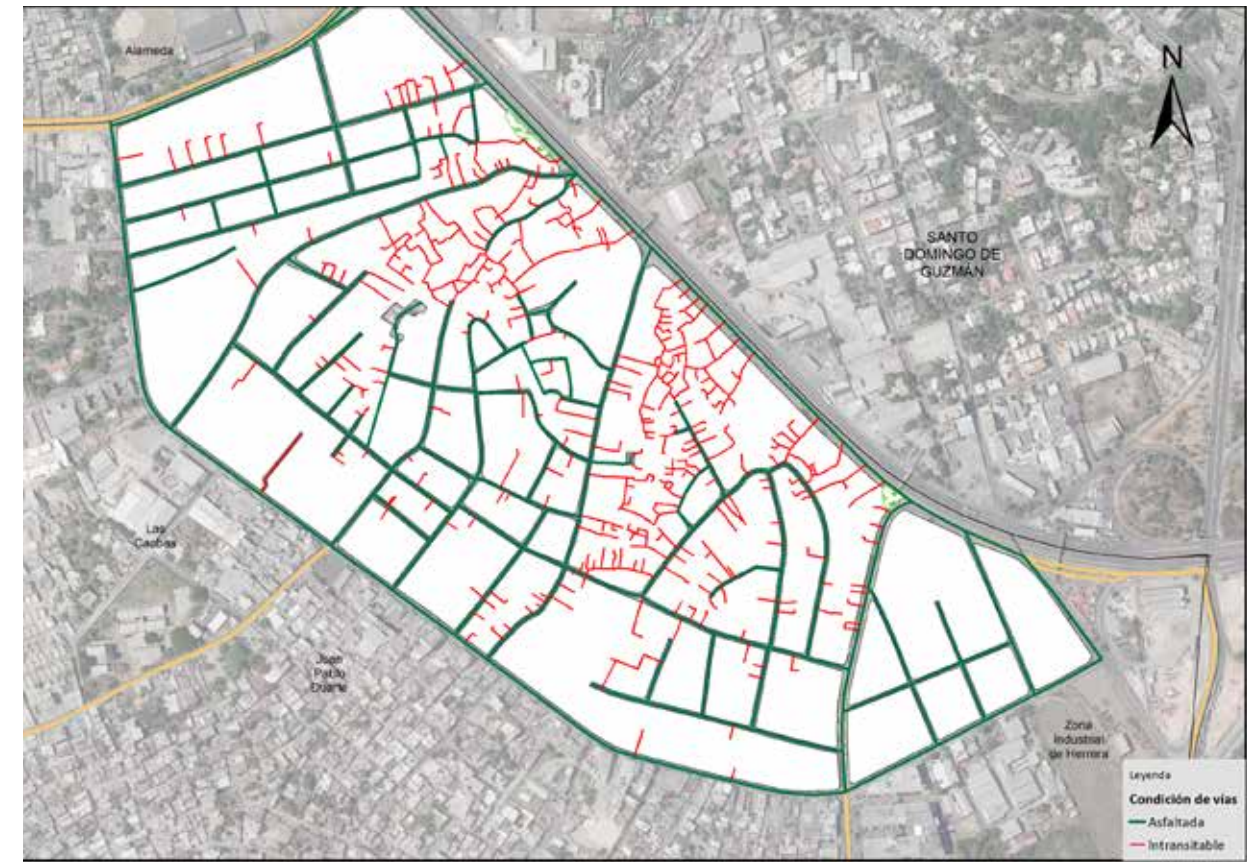 Alameda
N
SANTO
DOMINGO DE
GUZMÁN
Las
Caobas
Juan
Pablo
Duarte
Zona
Industrial
de Herrera
Leyenda
Condición de vías
Asfaltada
Intransitable